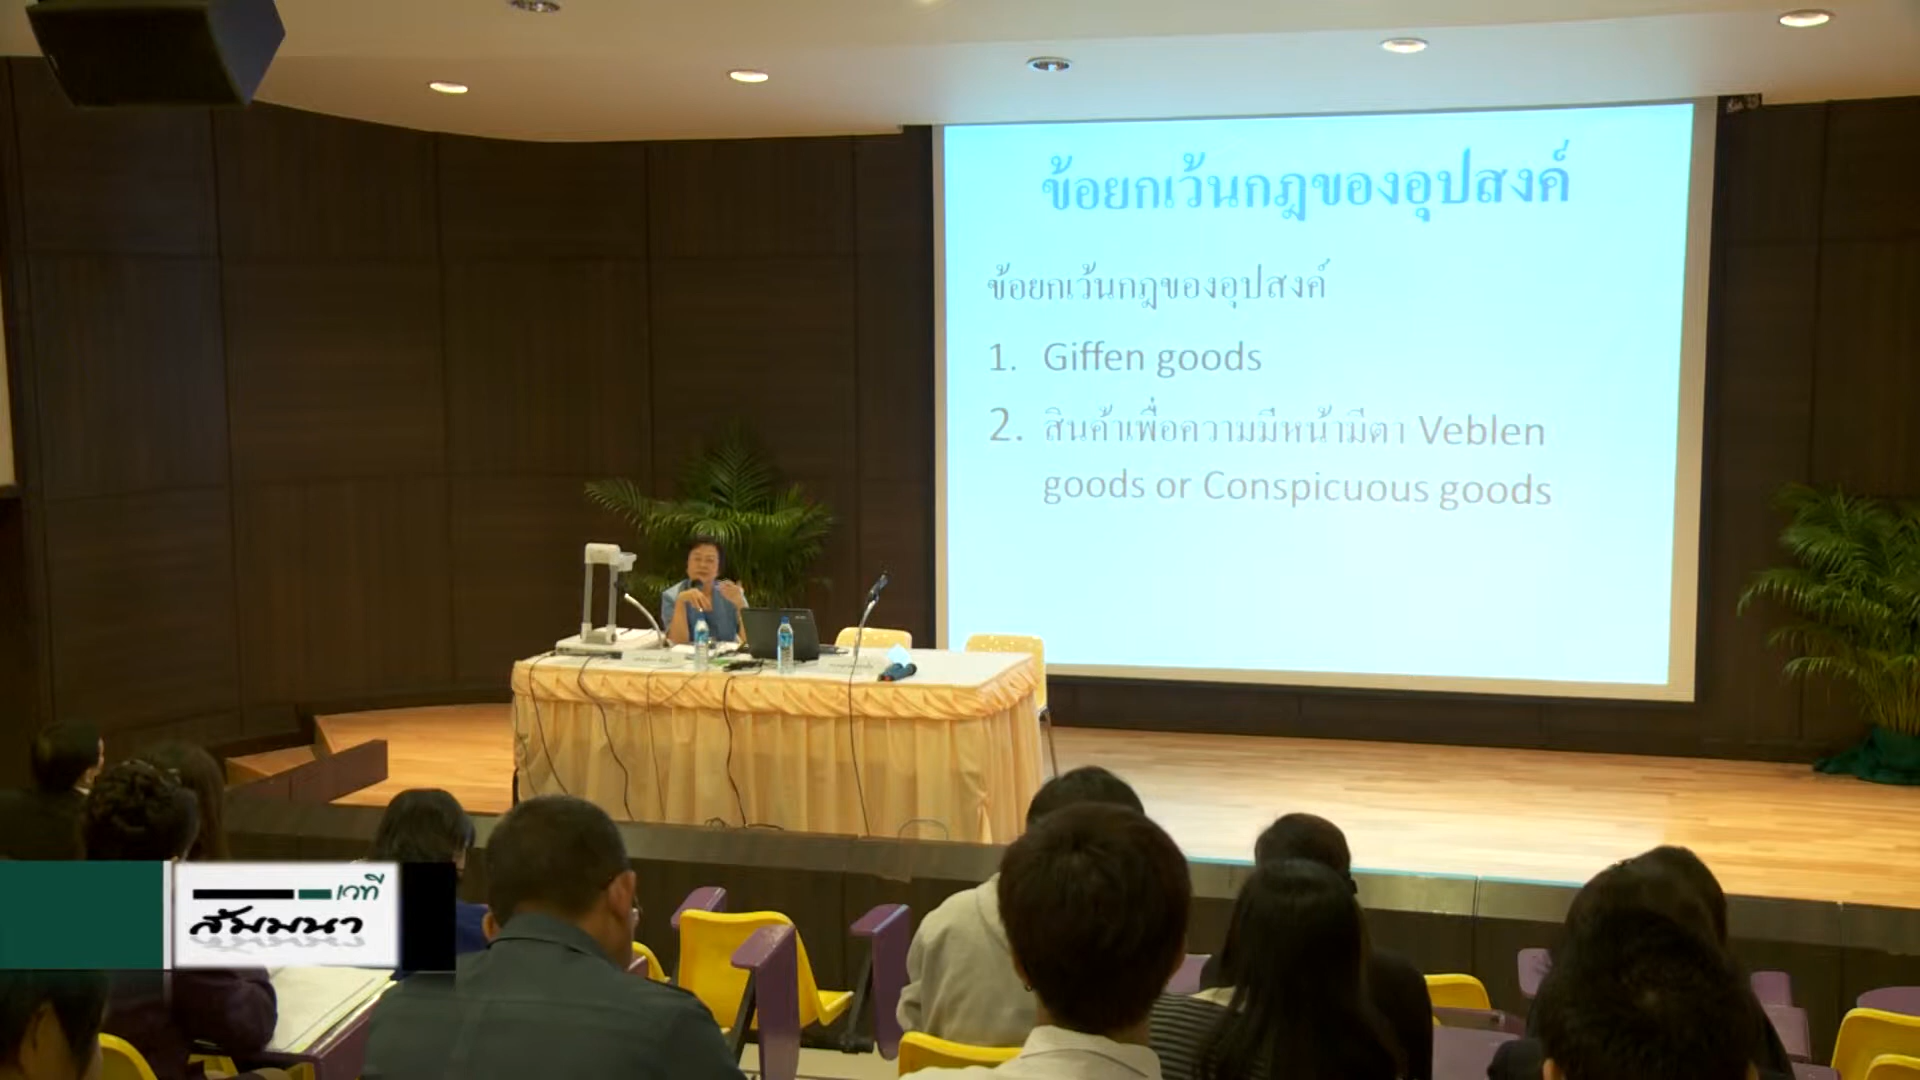 ข้อยกเว้นกฎของอุปสงค์
ข้อยกเว้นกฎของอุปสงค์
1. Giffen goods
2. สินค้าเพื่อความมีหน้ามีตา Veblen
goods or Conspicuous goods
เวที
สัมมนา